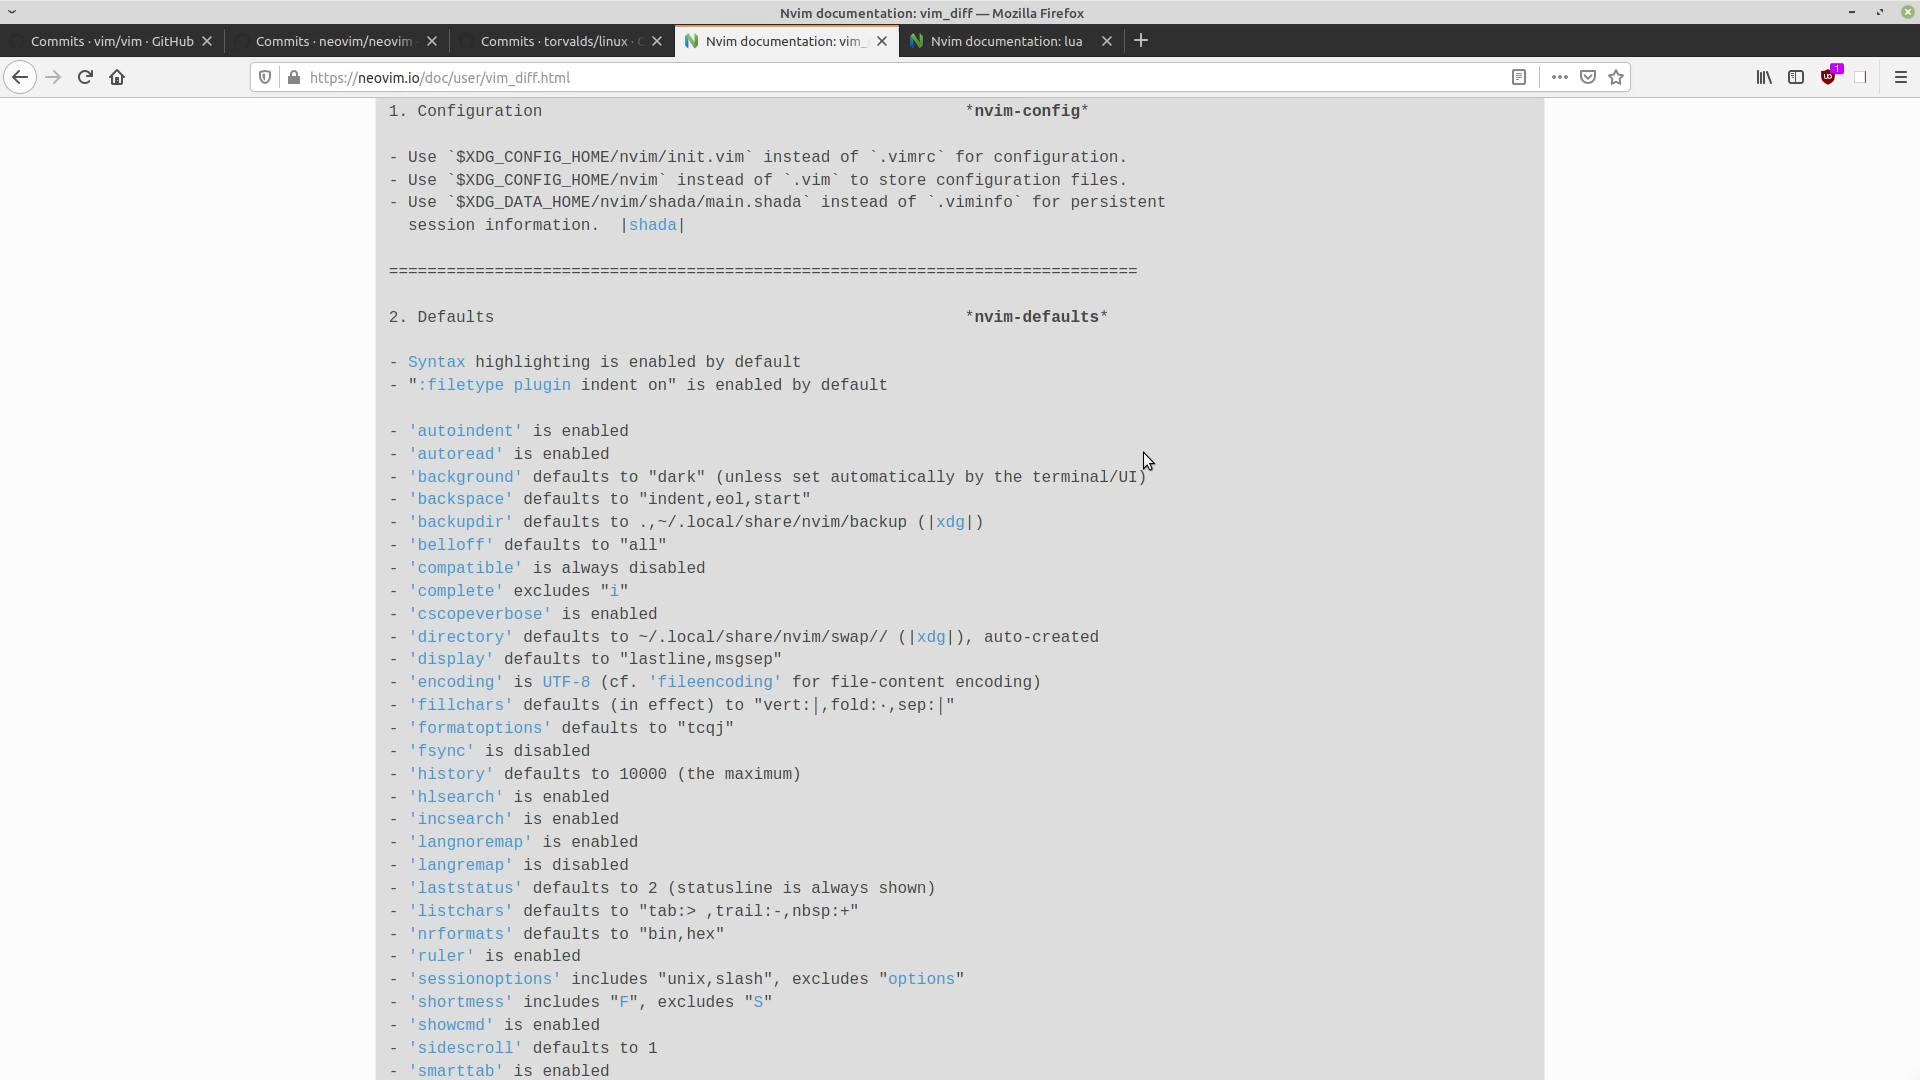 Nvim documentation: vim_diff — Mozilla Firefox
Commits · vim/vim · GitHub
Commits · neovim/neovim
Commits · torvalds/linux ·
Nvim documentation: vim_
Nvim documentation: lua
https://neovim.io/doc/user/vim_diff.html
1
1. Configuration *nvim-config*
- Use `$XDG_CONFIG_HOME/nvim/init.vim` instead of `.vimrc` for configuration.
- Use `$XDG_CONFIG_HOME/nvim` instead of `.vim` to store configuration files.
- Use `$XDG_DATA_HOME/nvim/shada/main.shada` instead of `.viminfo` for persistent
session information. |shada|
==============================================================================
2. Defaults *nvim-defaults*
- Syntax highlighting is enabled by default
- ":filetype plugin indent on" is enabled by default
- 'autoindent' is enabled
- 'autoread' is enabled
- 'background' defaults to "dark" (unless set automatically by the terminal/UI)
- 'backspace' defaults to "indent,eol,start"
- 'backupdir' defaults to .,~/.local/share/nvim/backup (|xdg|)
- 'belloff' defaults to "all"
- 'compatible' is always disabled
- 'complete' excludes "i"
- 'cscopeverbose' is enabled
- 'directory' defaults to ~/.local/share/nvim/swap// (|xdg|), auto-created
- 'display' defaults to "lastline,msgsep"
- 'encoding' is UTF-8 (cf. 'fileencoding' for file-content encoding)
- 'fillchars' defaults (in effect) to "vert:│,fold:·,sep:│"
- 'formatoptions' defaults to "tcqj"
- 'fsync' is disabled
- 'history' defaults to 10000 (the maximum)
- 'hlsearch' is enabled
- 'incsearch' is enabled
- 'langnoremap' is enabled
- 'langremap' is disabled
- 'laststatus' defaults to 2 (statusline is always shown)
- 'listchars' defaults to "tab:> ,trail:-,nbsp:+"
- 'nrformats' defaults to "bin,hex"
- 'ruler' is enabled
- 'sessionoptions' includes "unix,slash", excludes "options"
- 'shortmess' includes "F", excludes "S"
- 'showcmd' is enabled
- 'sidescroll' defaults to 1
- 'smarttab' is enabled